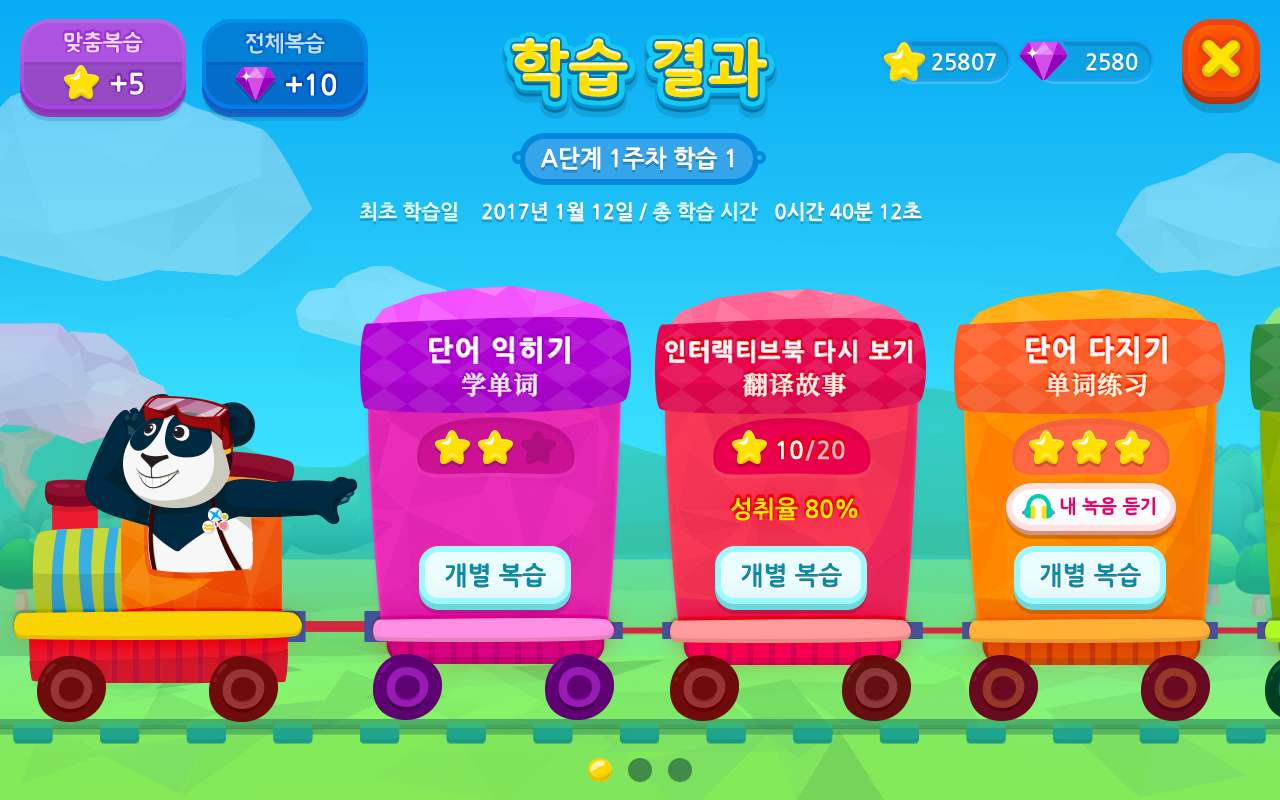 맞춤복습
+5
전체복습
+10
학습 결과
25807
2580
A단계 1주차 학습 1
최초 학습일 2017년 1월 12일 / 총 학습 시간 0시간 40분 12초
단어 익히기
学单词
개별 복습
인터랙티브북 다시 보기
翻译故事
10/20
성취율 80%
개별 복습
단어 다지기
单词练习
내 녹음 듣기
개별 복습